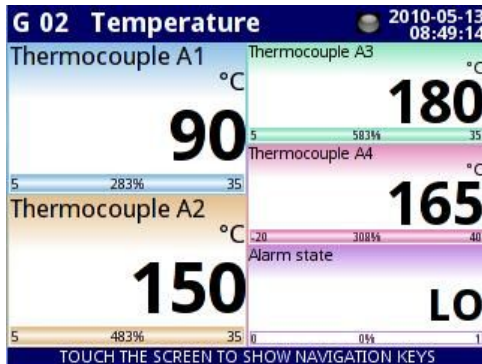 G 02 Temperature
2010-05-13
08:49:14
Thermocouple A1
°C
90
5 283% 35
Thermocouple A2
°C
150
5 483% 35
Thermocouple A3
°C
180
5 583% 35
Thermocouple A4
°C
165
-20 308% 40
Alarm state
LO
0 0% 1
TOUCH THE SCREEN TO SHOW NAVIGATION KEYS